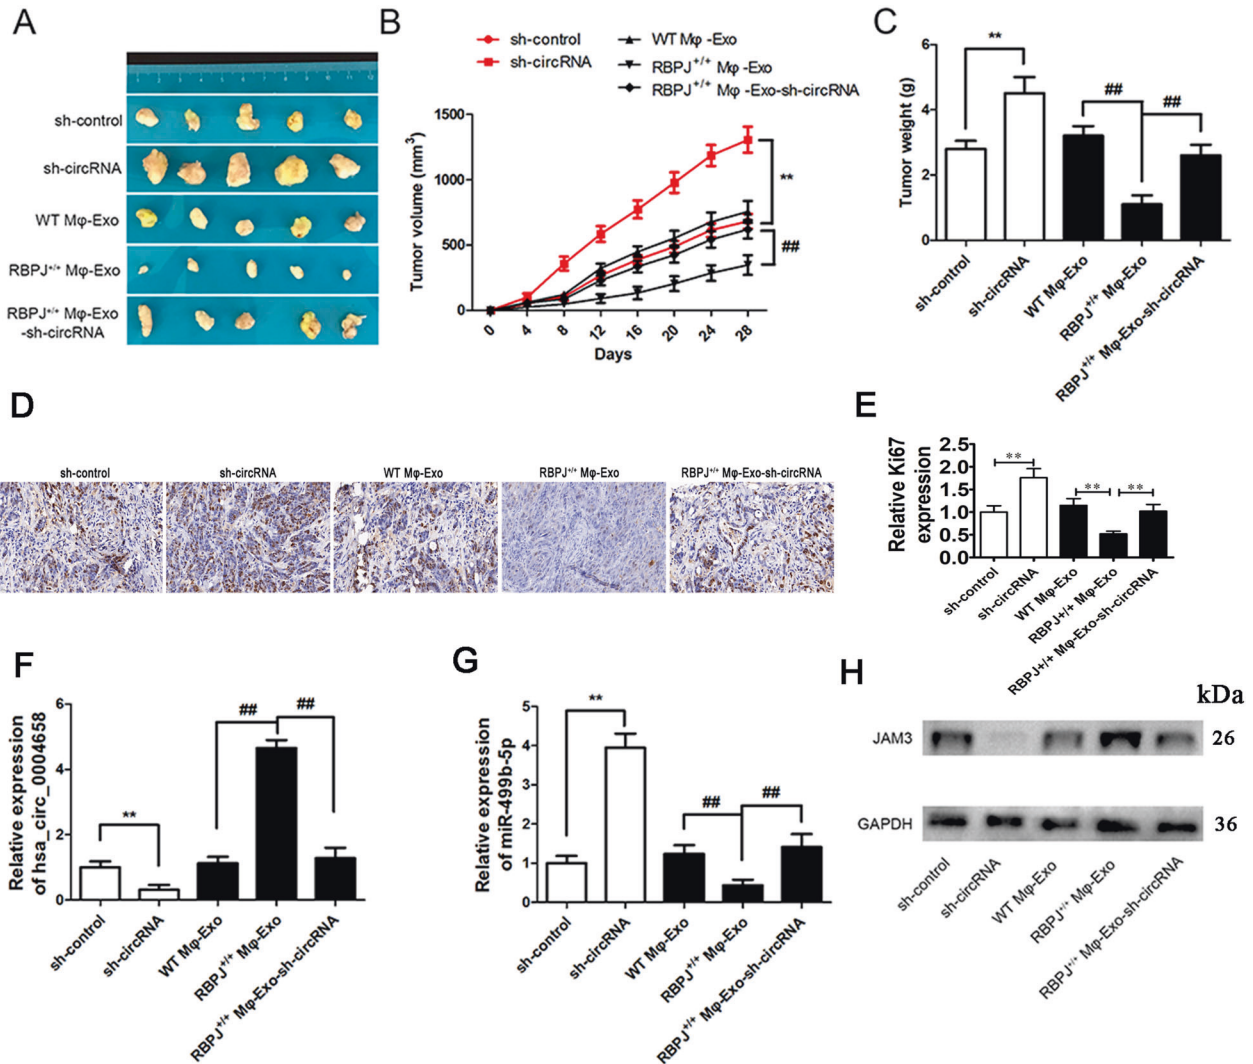 A
sh-control
sh-circRNA
WT Mφ-Exo
RBPJ⁺/⁺ Mφ-Exo
RBPJ⁺/⁺ Mφ-Exo
-sh-circRNA
B
sh-control
sh-circRNA
WT Mφ -Exo
RBPJ⁺/⁺ Mφ -Exo
RBPJ⁺/⁺ Mφ -Exo-sh-circRNA
Tumor volume (mm³)
1500
1000
500
0
**
##
0 4 8 12 16 20 24 28
Days
C
Tumor weight (g)
6
4
2
0
**
##
##
sh-control
sh-circRNA
WT Mφ-Exo
RBPJ⁺/⁺ Mφ-Exo
RBPJ⁺/⁺ Mφ-Exo-sh-circRNA
D
sh-control
sh-circRNA
WT Mφ-Exo
RBPJ⁺/⁺ Mφ-Exo
RBPJ⁺/⁺ Mφ-Exo-sh-circRNA
E
Relative Ki67
expression
2.5
2.0
1.5
1.0
0.5
0.0
**
**
**
sh-control
sh-circRNA
WT Mφ-Exo
RBPJ+/+ Mφ-Exo
RBPJ+/+ Mφ-Exo-sh-circRNA
F
Relative expression
of hsa_circ_0004658
6
4
2
0
**
##
##
sh-control
sh-circRNA
WT Mφ-Exo
RBPJ⁺/⁺ Mφ-Exo
RBPJ⁺/⁺ Mφ-Exo-sh-circRNA
G
Relative expression
of miR-499b-5p
5
4
3
2
1
0
**
##
##
sh-control
sh-circRNA
WT Mφ-Exo
RBPJ⁺/⁺ Mφ-Exo
RBPJ⁺/⁺ Mφ-Exo-sh-circRNA
H
kDa
JAM3
26
GAPDH
36
sh-control
sh-circRNA
WT Mφ-Exo
RBPJ⁺/⁺ Mφ-Exo
RBPJ⁺/⁺ Mφ-Exo-sh-circRNA